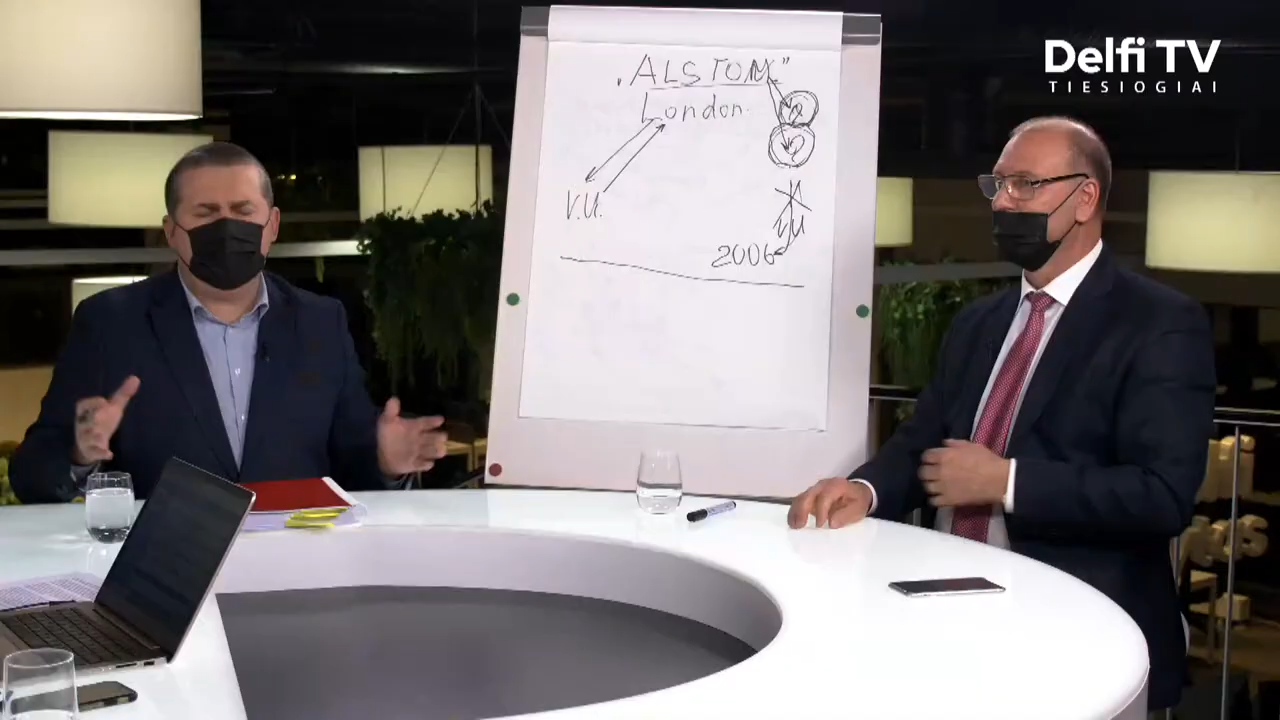 Delfi TV
TIESIOGIAI
„ALSTOM”
London
V.U.
2006